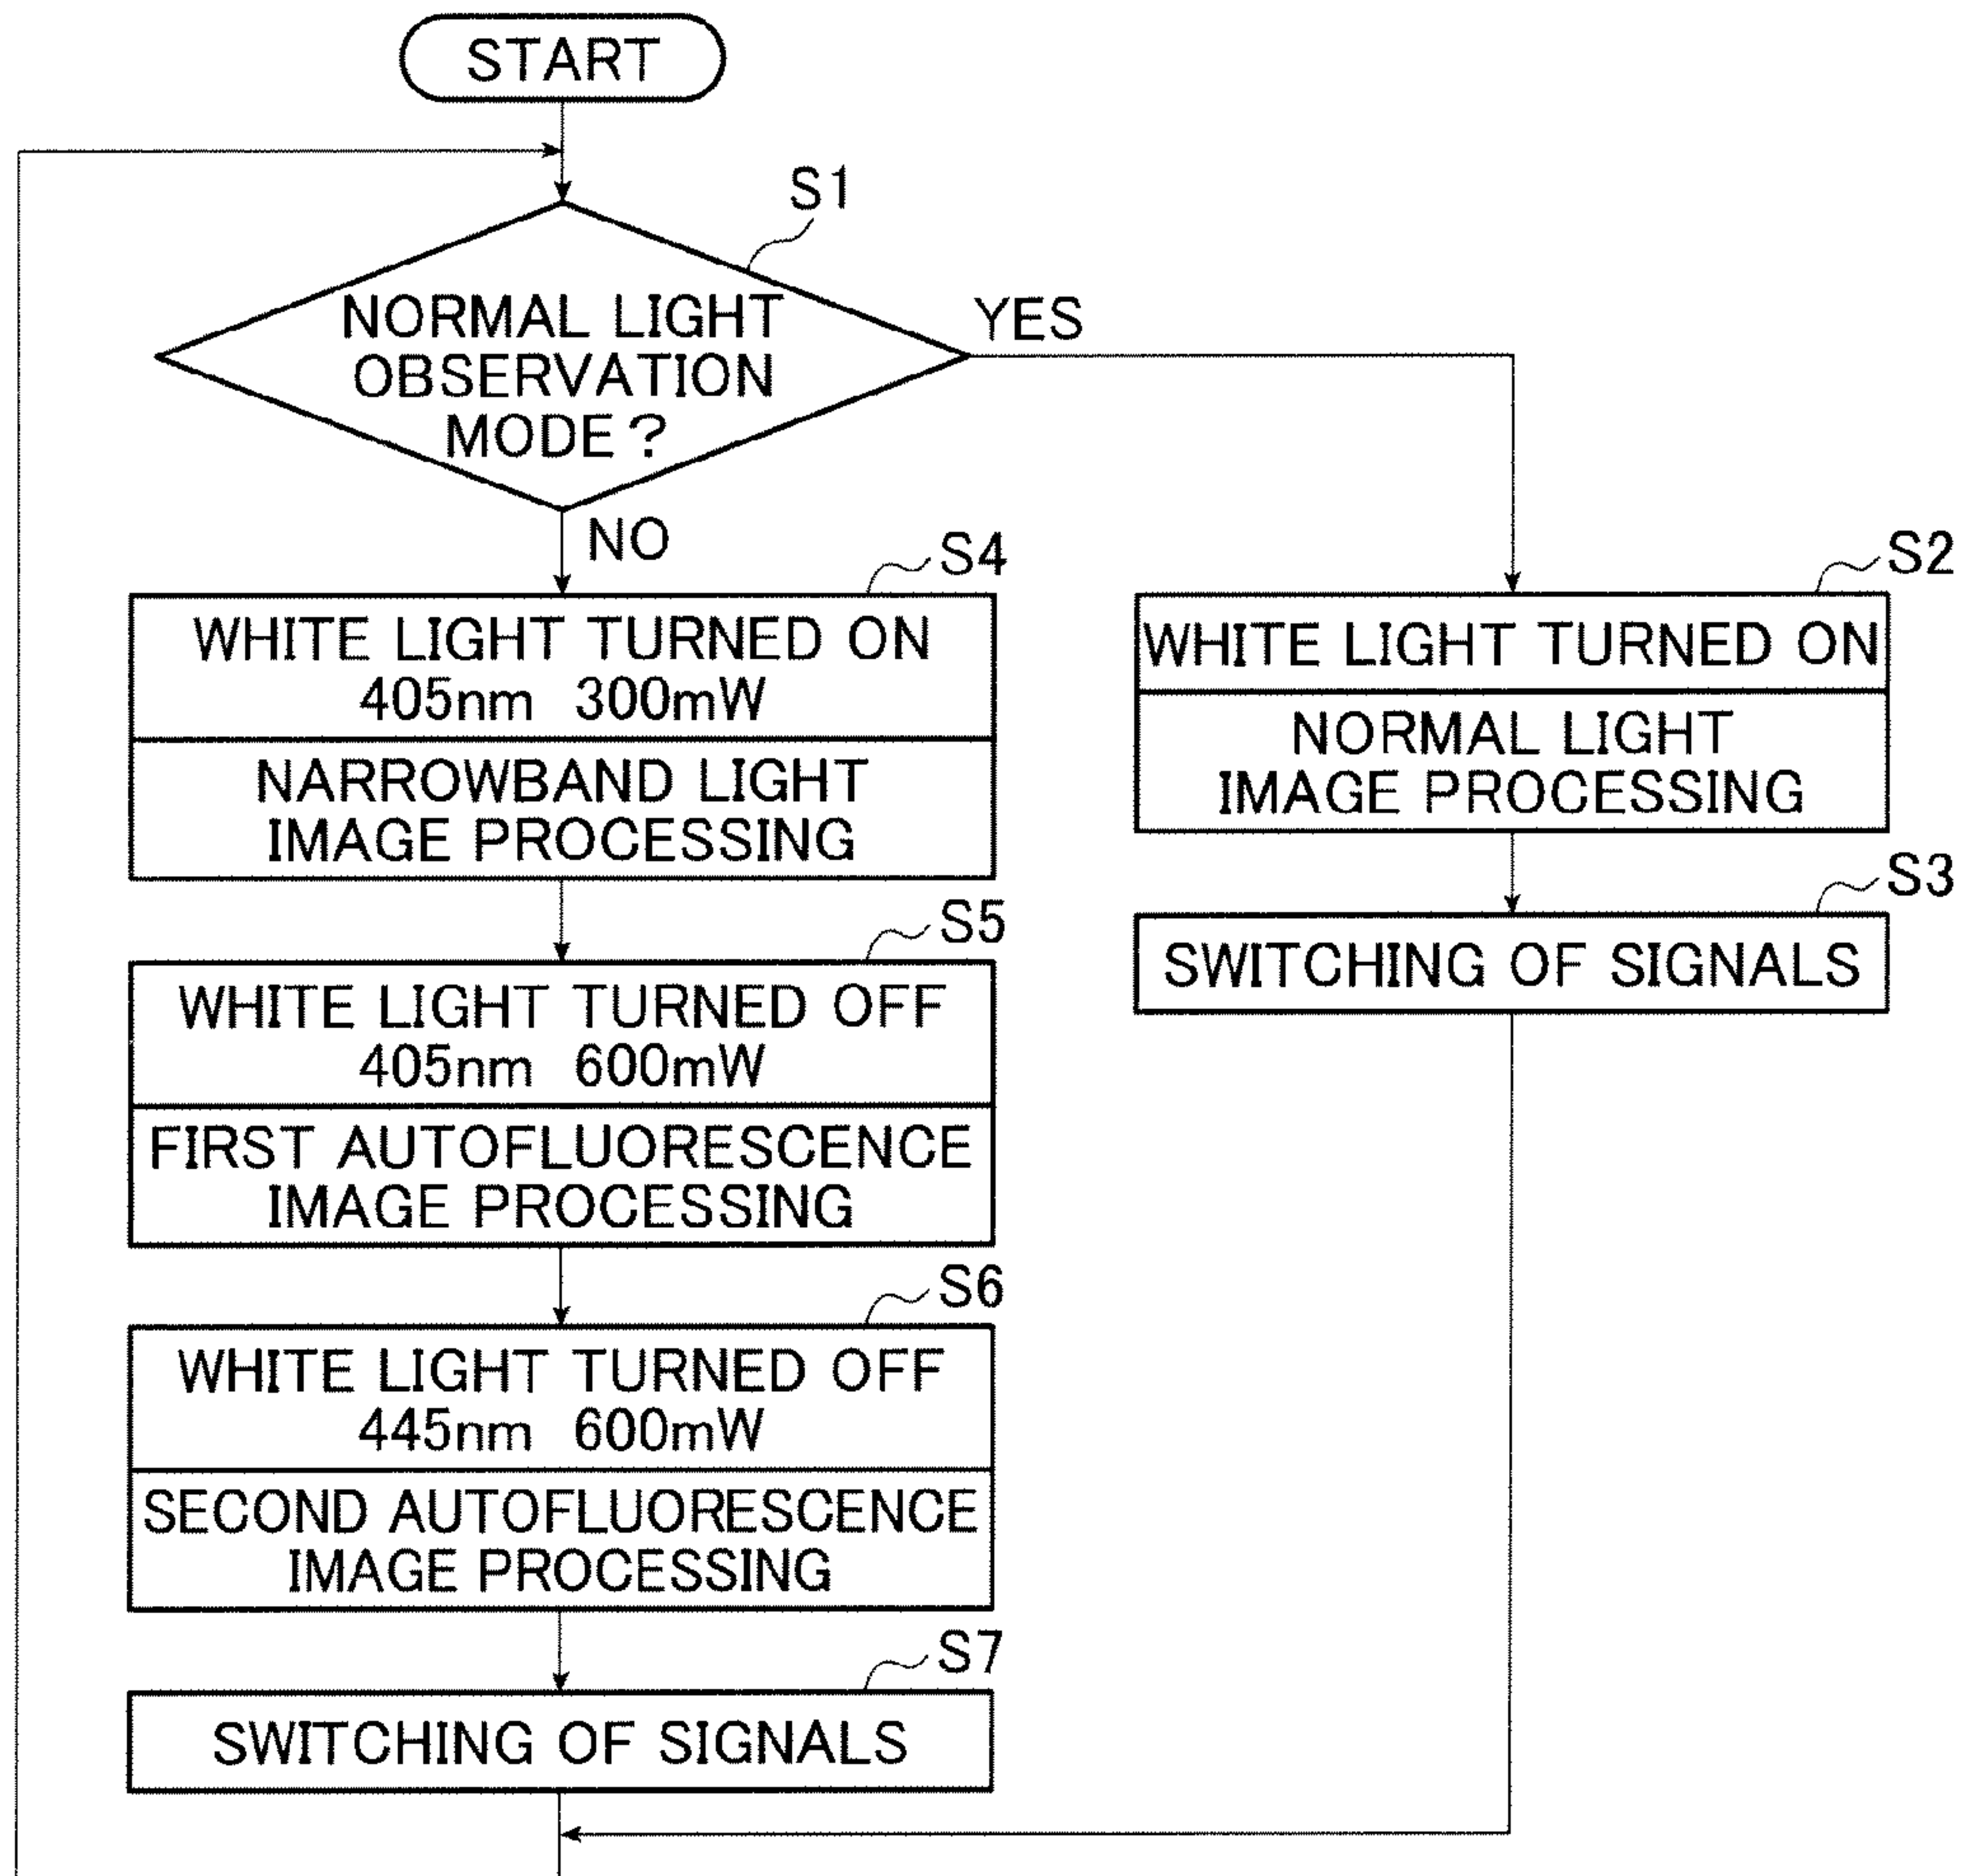 START
S1
NORMAL LIGHT
OBSERVATION
MODE?
YES
NO
S4
WHITE LIGHT TURNED ON
405nm 300mW
NARROWBAND LIGHT
IMAGE PROCESSING
S5
WHITE LIGHT TURNED OFF
405nm 600mW
FIRST AUTOFLUORESCENCE
IMAGE PROCESSING
S6
WHITE LIGHT TURNED OFF
445nm 600mW
SECOND AUTOFLUORESCENCE
IMAGE PROCESSING
S7
SWITCHING OF SIGNALS
S2
WHITE LIGHT TURNED ON
NORMAL LIGHT
IMAGE PROCESSING
S3
SWITCHING OF SIGNALS